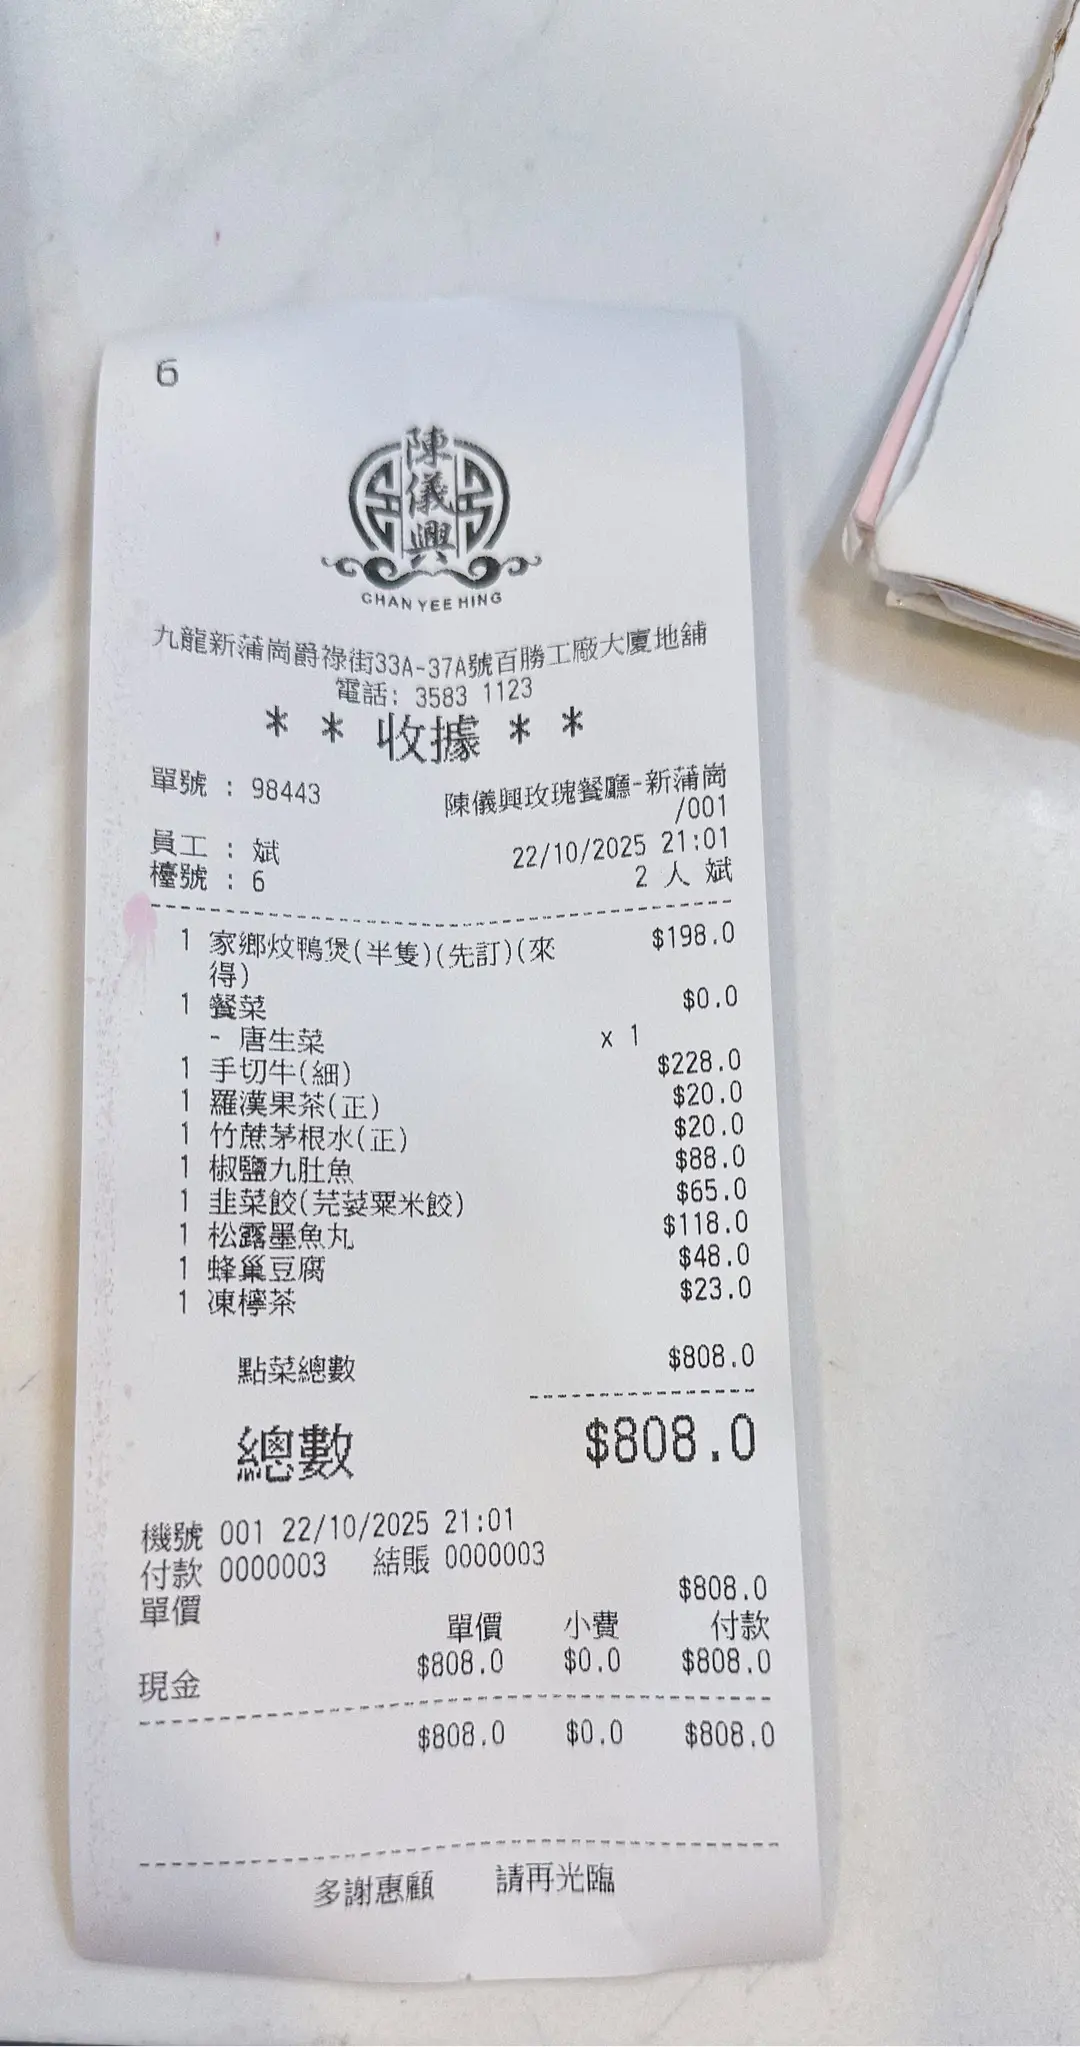 6
陳儀興
CHAN YEE HING
九龍新蒲崗爵祿街33A-37A號百勝工廠大廈地舖
電話: 3583 1123
* * 收據 * *
單號 : 98443 陳儀興玫瑰餐廳-新蒲崗
/001
員工 : 斌 22/10/2025 21:01
檯號 : 6 2 人 斌
1 家鄉炆鴨煲(半隻)(先訂)(來 $198.0
得)
1 餐菜 $0.0
- 唐生菜 x 1
1 手切牛(細) $228.0
1 羅漢果茶(正) $20.0
1 竹蔗茅根水(正) $20.0
1 椒鹽九肚魚 $88.0
1 韭菜餃(芫荽粟米餃) $65.0
1 松露墨魚丸 $118.0
1 蜂巢豆腐 $48.0
1 凍檸茶 $23.0
點菜總數 $808.0
總數 $808.0
機號 001 22/10/2025 21:01
付款 0000003 結賬 0000003
單價 $808.0
單價 小費 付款
現金 $808.0 $0.0 $808.0
$808.0 $0.0 $808.0
多謝惠顧 請再光臨